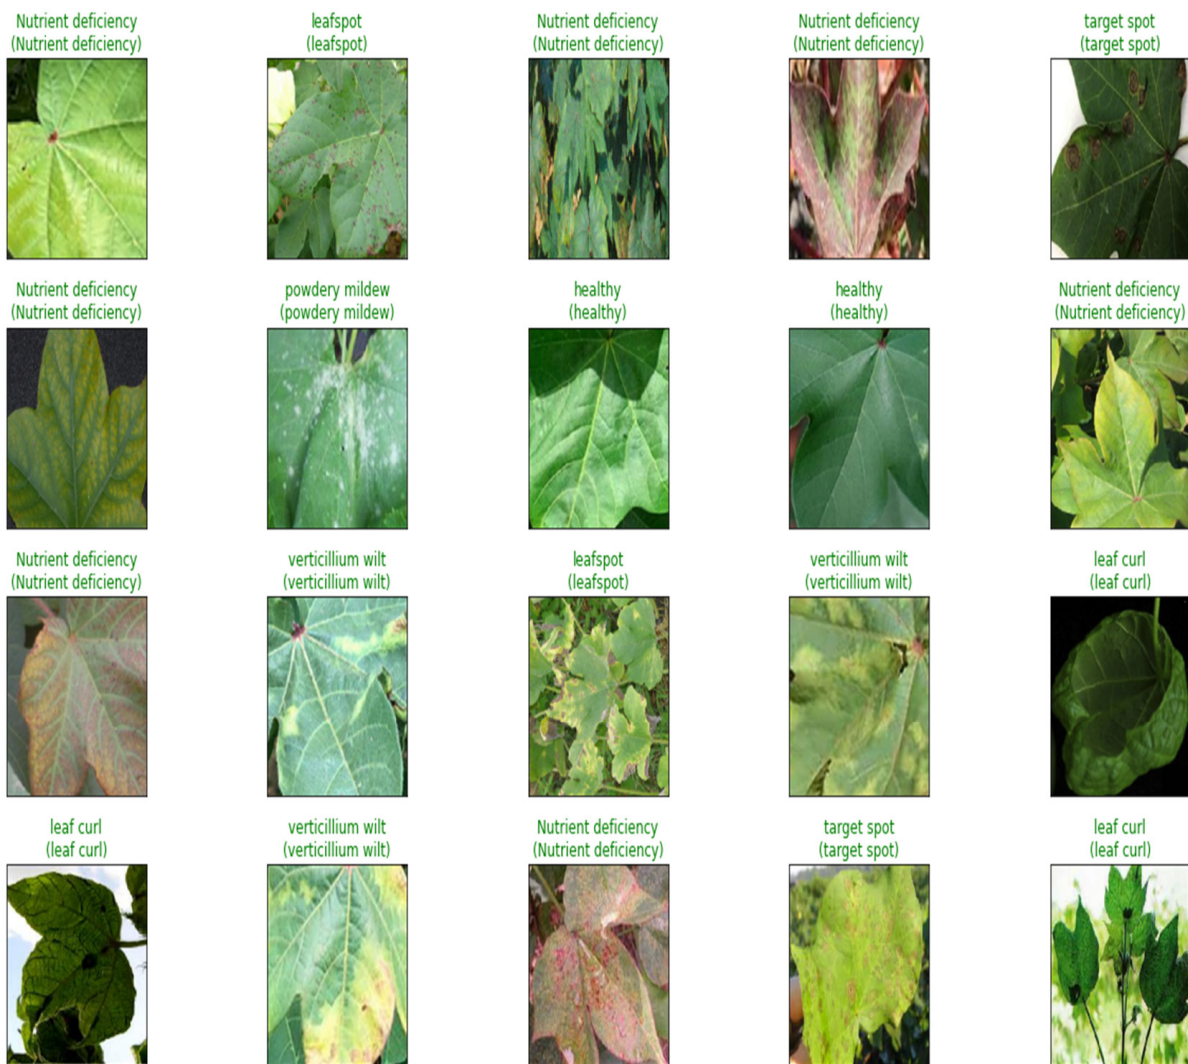 Nutrient deficiency
(Nutrient deficiency)
leafspot
(leafspot)
Nutrient deficiency
(Nutrient deficiency)
Nutrient deficiency
(Nutrient deficiency)
target spot
(target spot)
Nutrient deficiency
(Nutrient deficiency)
powdery mildew
(powdery mildew)
healthy
(healthy)
healthy
(healthy)
Nutrient deficiency
(Nutrient deficiency)
Nutrient deficiency
(Nutrient deficiency)
verticillium wilt
(verticillium wilt)
leafspot
(leafspot)
verticillium wilt
(verticillium wilt)
leaf curl
(leaf curl)
leaf curl
(leaf curl)
verticillium wilt
(verticillium wilt)
Nutrient deficiency
(Nutrient deficiency)
target spot
(target spot)
leaf curl
(leaf curl)